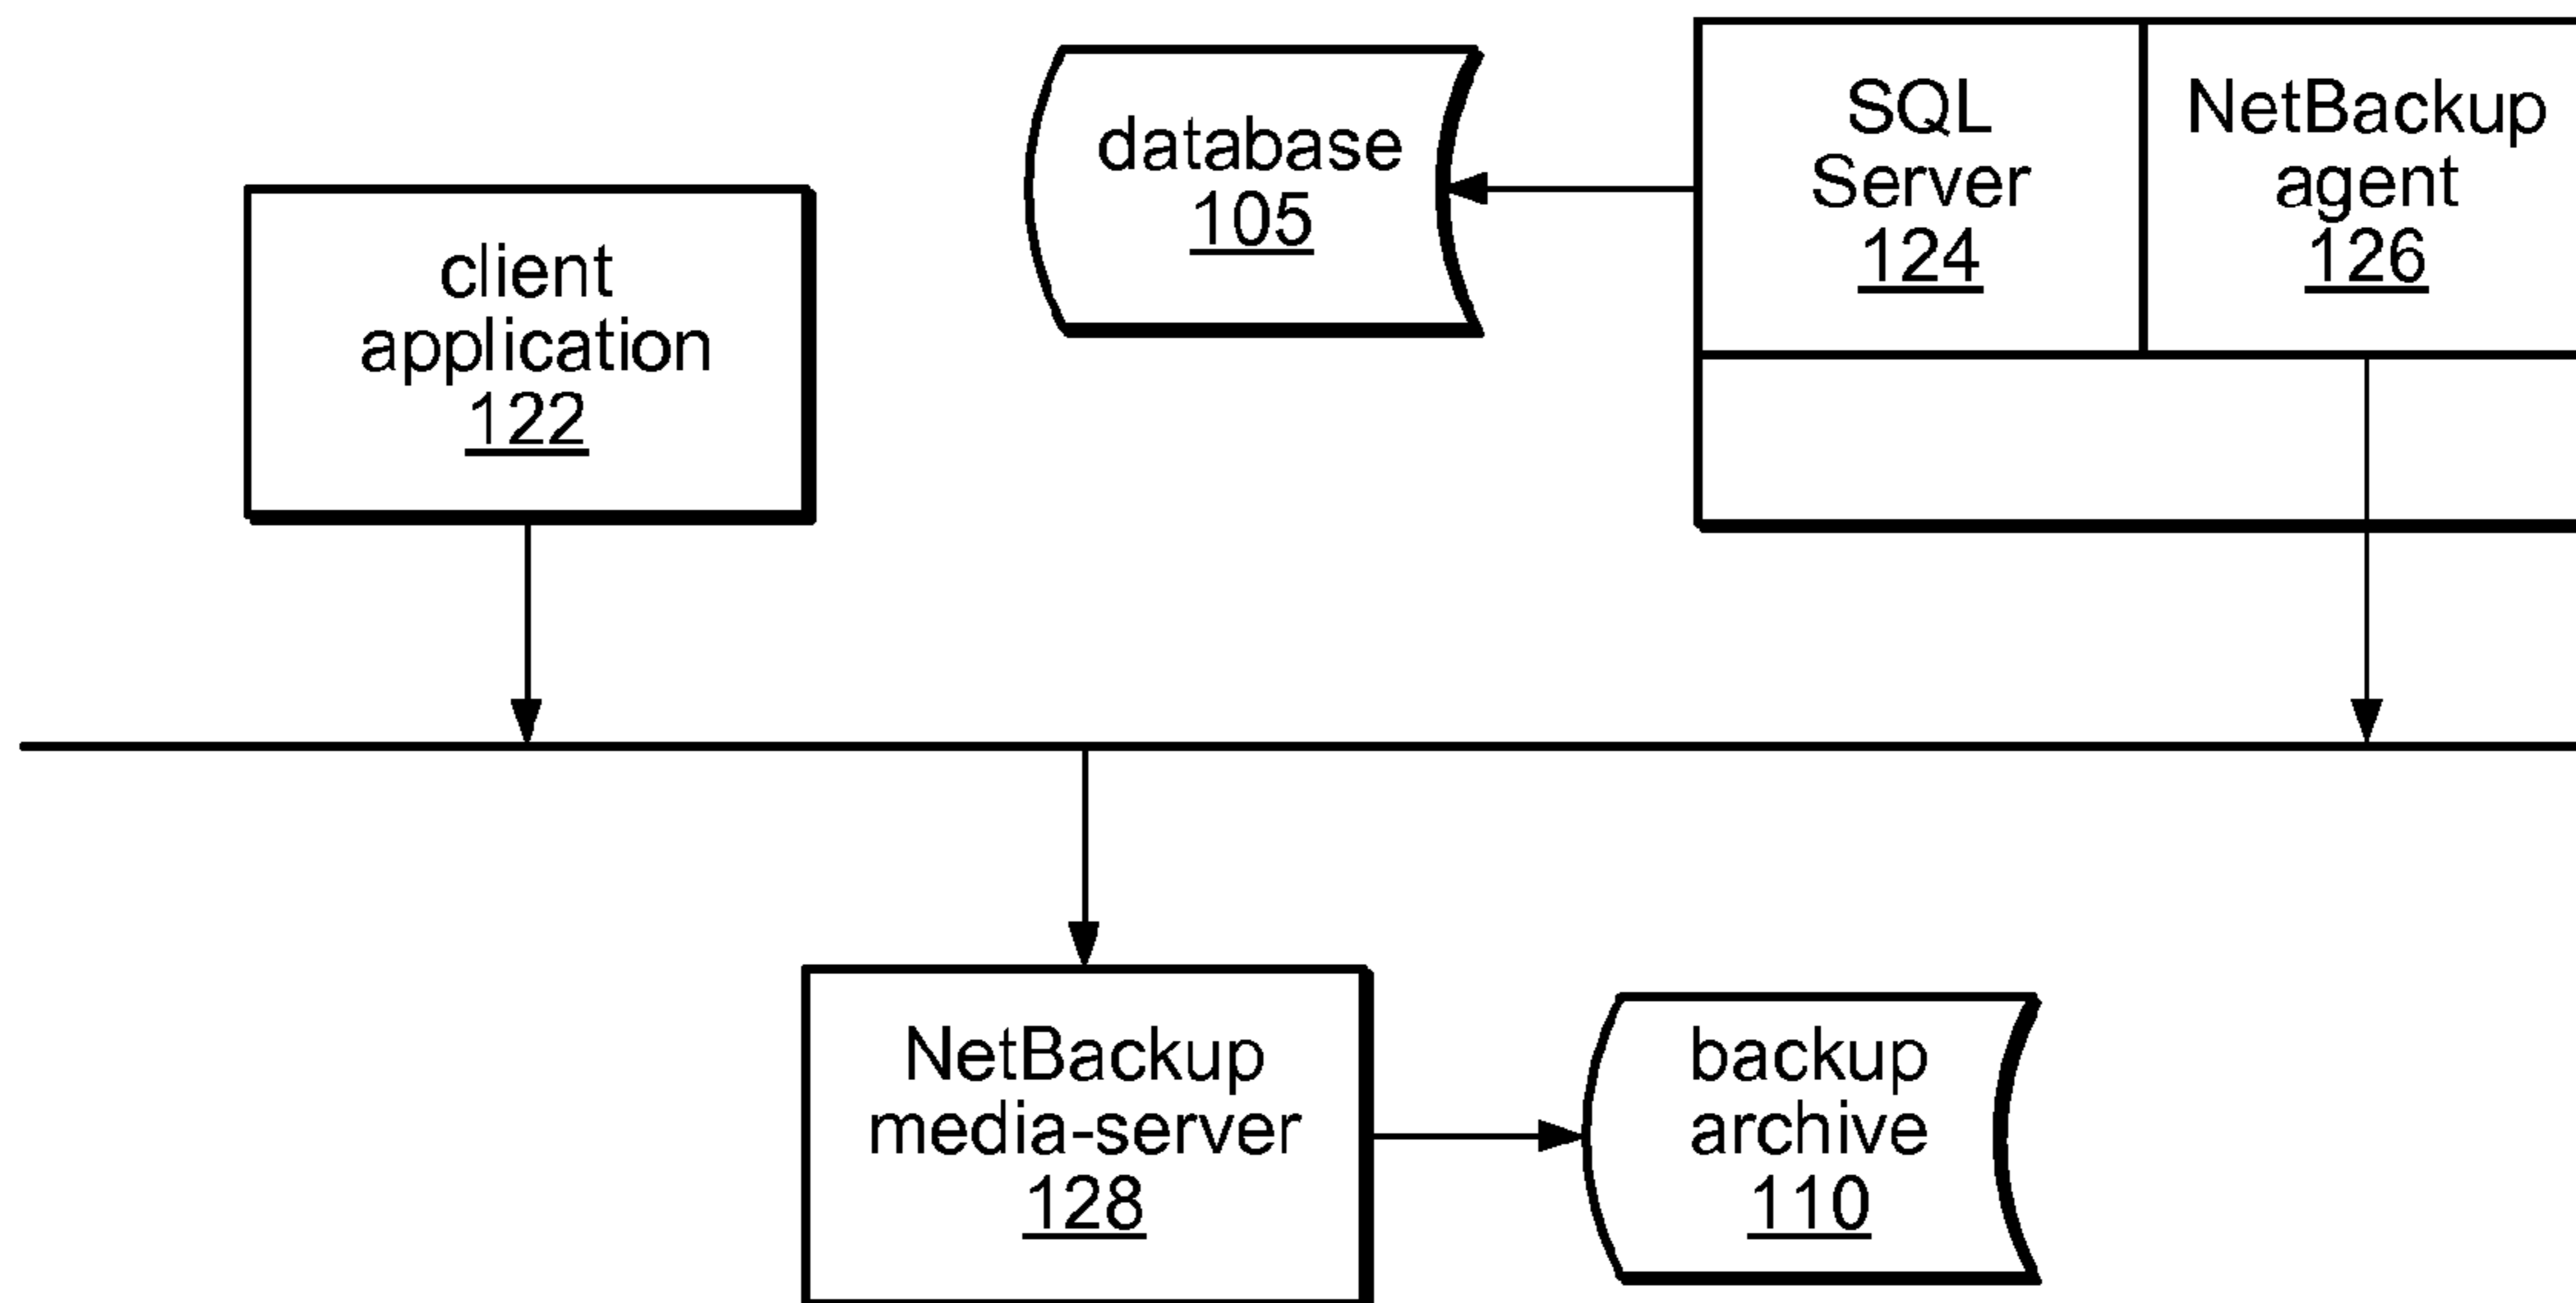 database
105
SQL
Server
124
NetBackup
agent
126
client
application
122
NetBackup
media-server
128
backup
archive
110